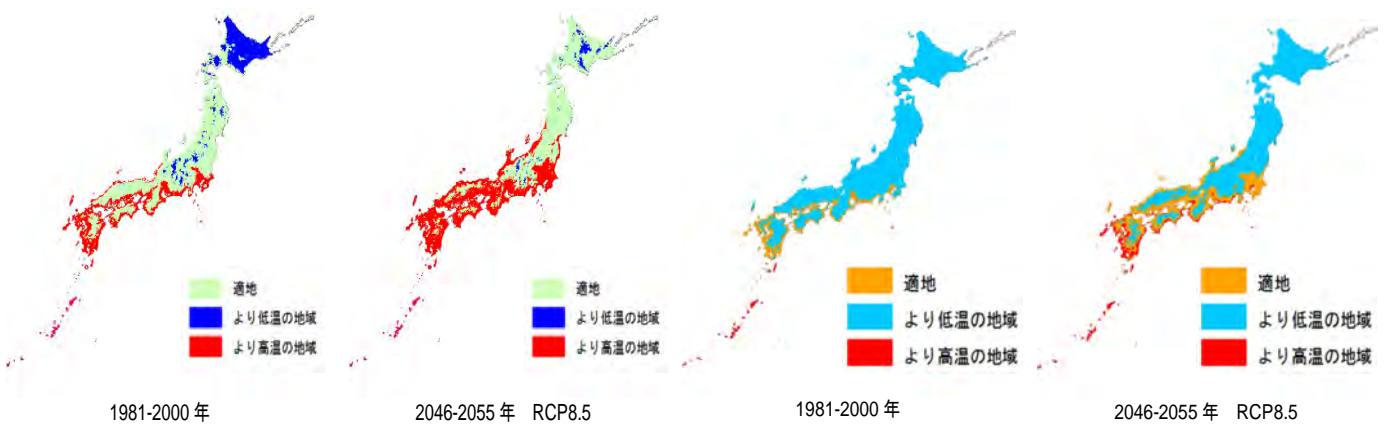 適地
より低温の地域
より高温の地域
1981-2000 年
適地
より低温の地域
より高温の地域
2046-2055 年 RCP8.5
適地
より低温の地域
より高温の地域
1981-2000 年
適地
より低温の地域
より高温の地域
2046-2055 年 RCP8.5